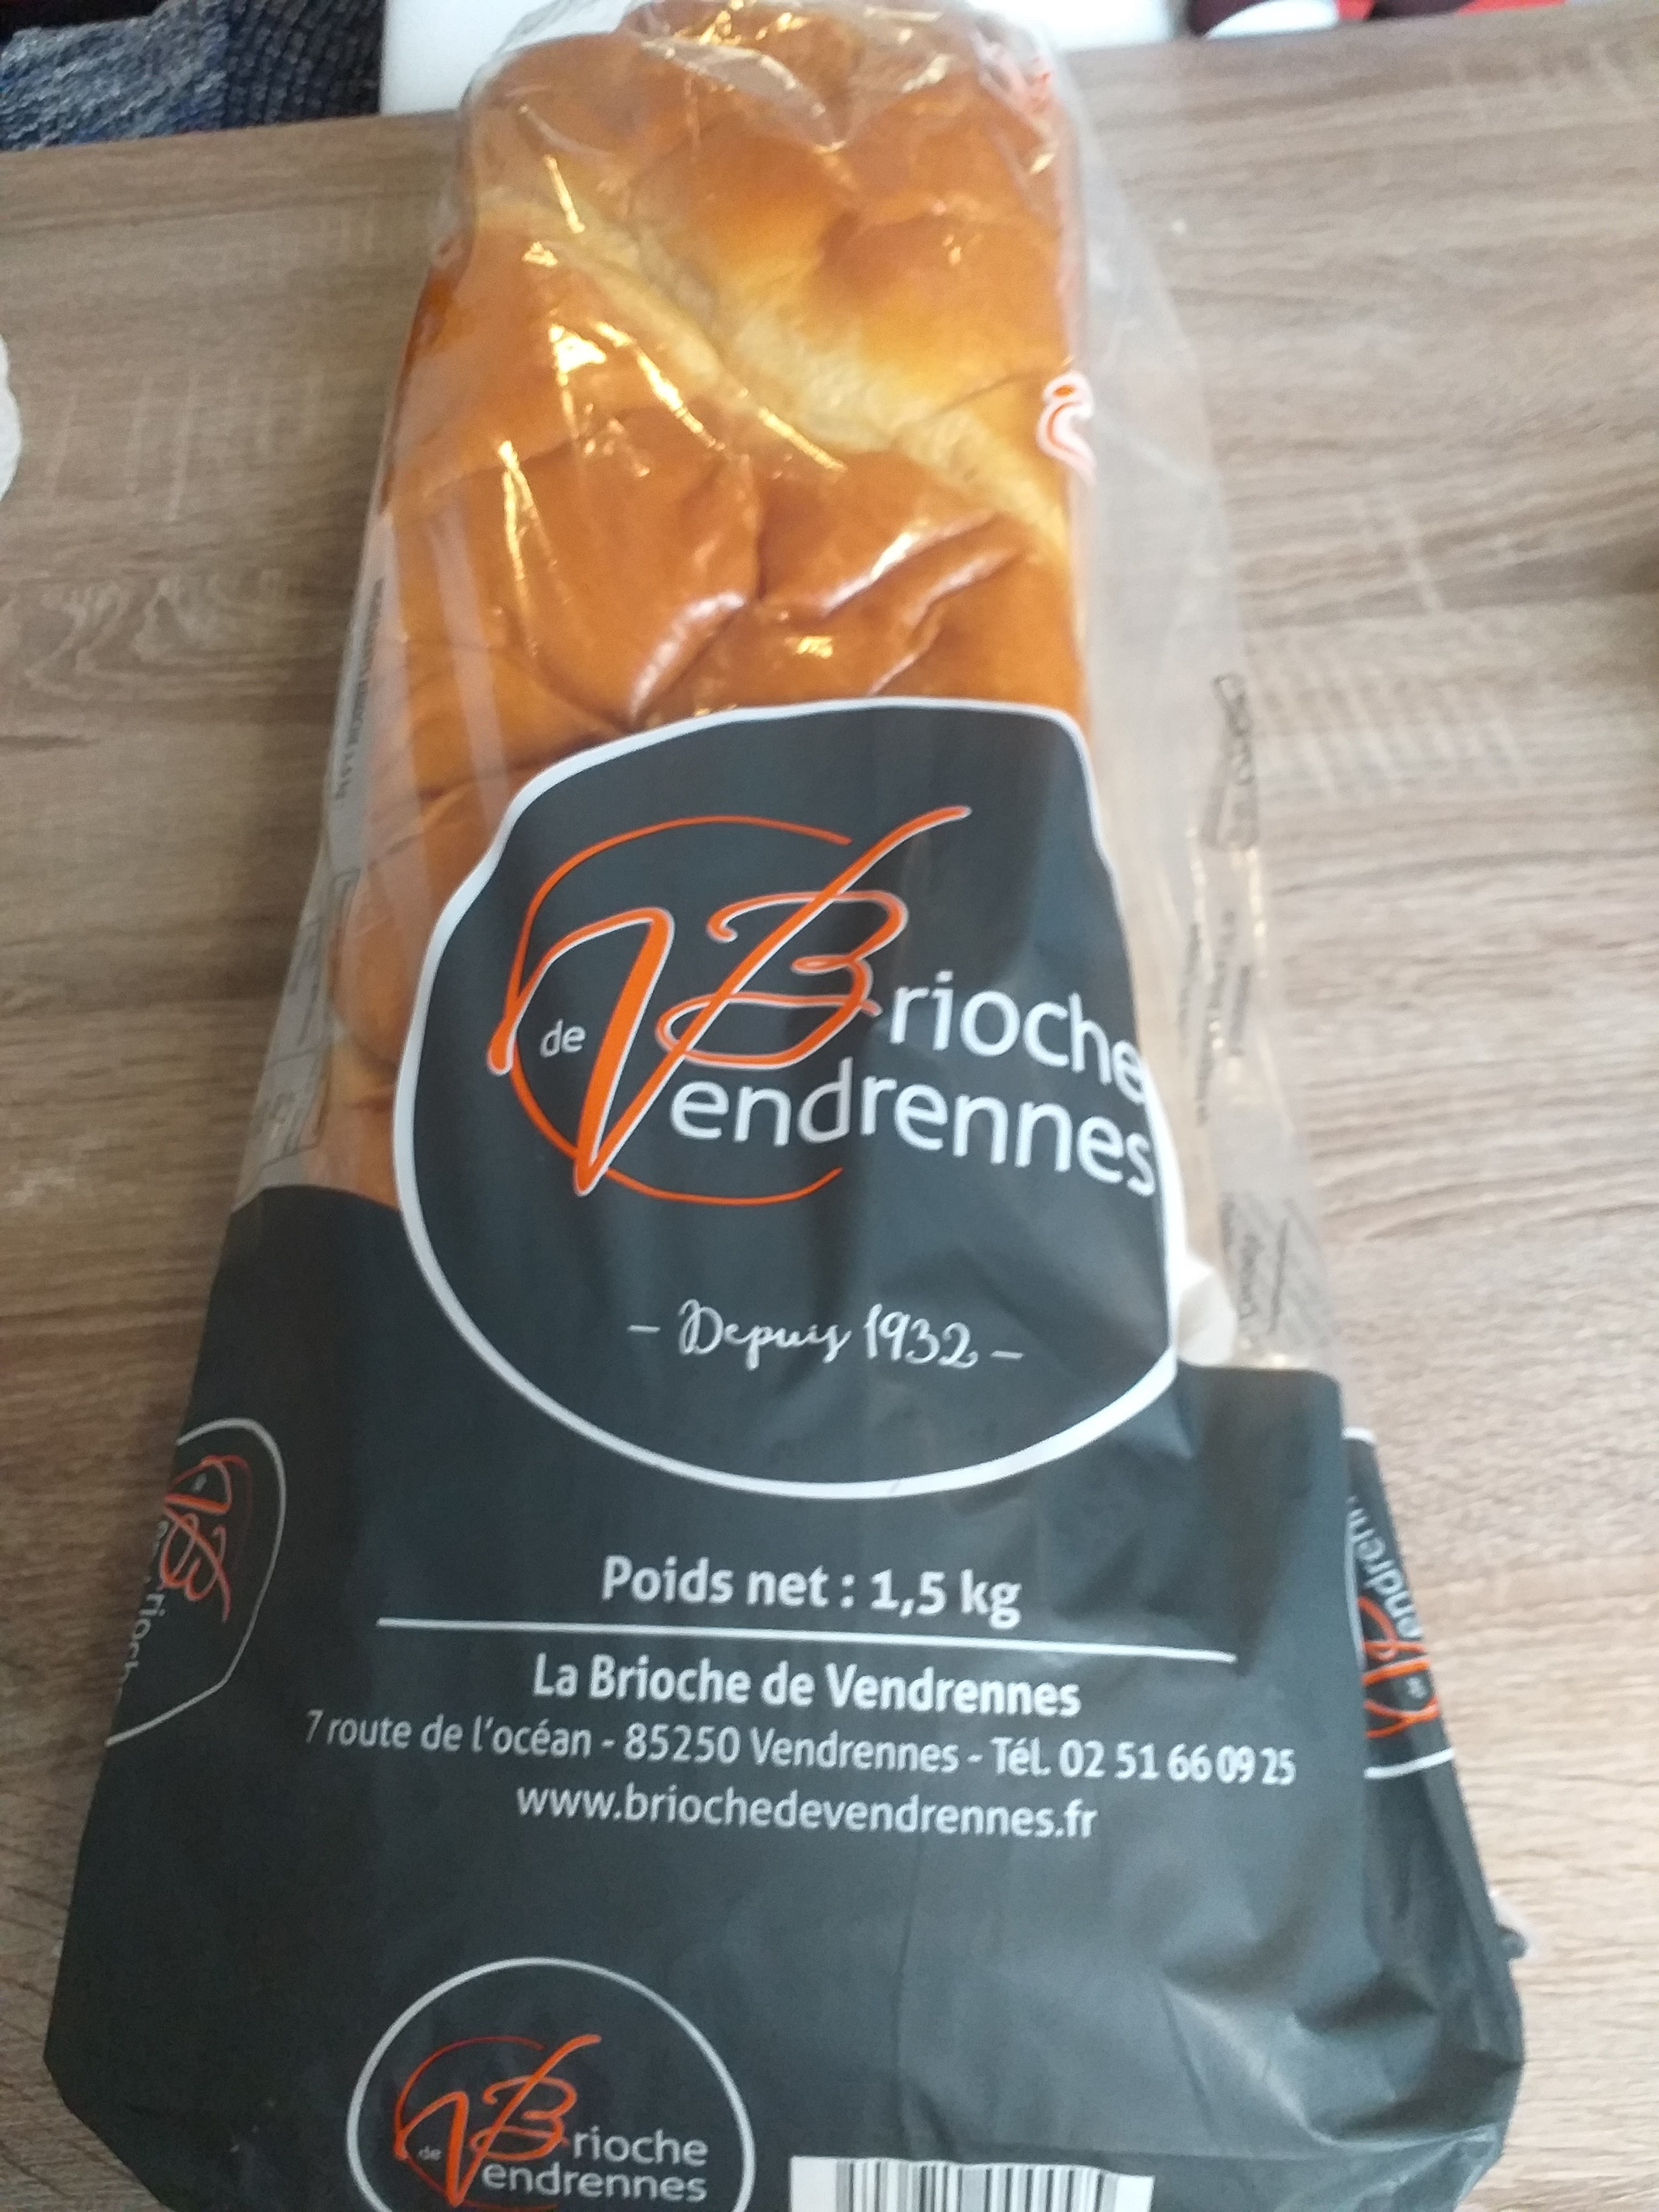 Brioche
de Vendrennes
- Depuis 1932 -
Poids net : 1,5 kg
La Brioche de Vendrennes
7 route de l'océan - 85250 Vendrennes - Tél. 02 51 66 09 25
www.briochedevendrennes.fr
Brioche
de Vendrennes